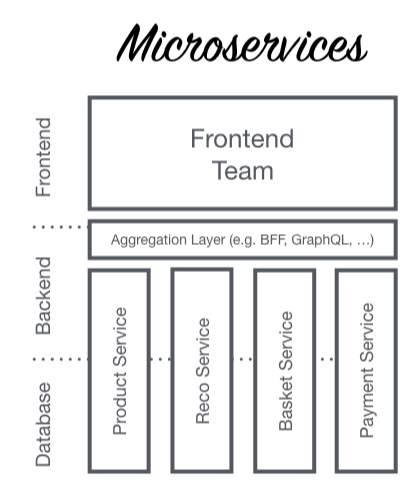 Microservices
Frontend
Frontend
Team
Aggregation Layer (e.g. BFF, GraphQL, …)
Backend
Product Service
Reco Service
Basket Service
Payment Service
Database